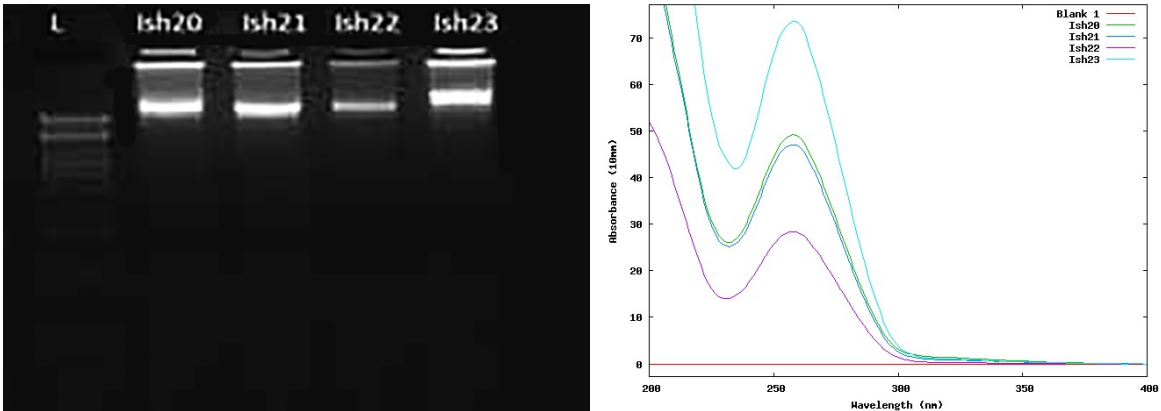 L Ish20 Ish21 Ish22 Ish23
Blank 1
Ish20
Ish21
Ish22
Ish23
70
60
50
40
30
20
10
0
Absorbance (10mm)
200 250 300 350 400
Wavelength (nm)